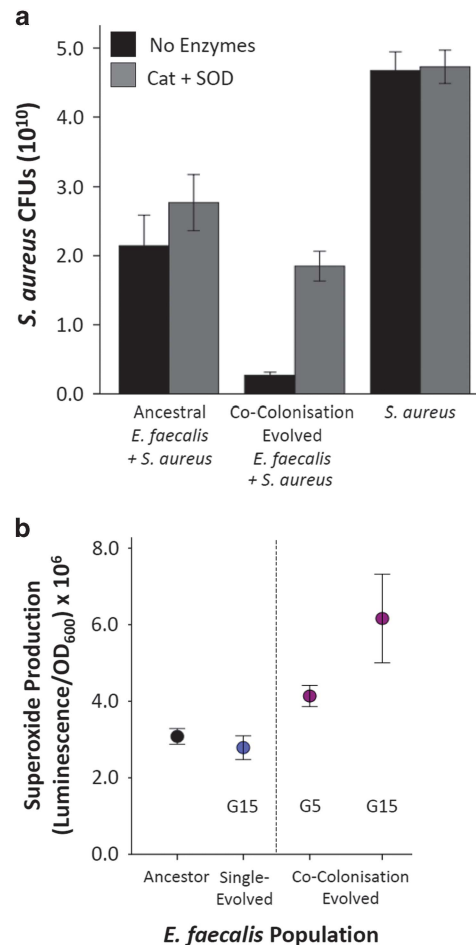 a
S. aureus CFUs (10¹⁰)
5.0
4.0
3.0
2.0
1.0
0.0
No Enzymes
Cat + SOD
Ancestral
E. faecalis
+ S. aureus
Co-Colonisation
Evolved
E. faecalis
+ S. aureus
S. aureus
b
Superoxide Production
(Luminescence/OD₆₀₀) x 10⁶
8.0
6.0
4.0
2.0
0.0
G15
G5
G15
Ancestor
Single-
Evolved
Co-Colonisation
Evolved
E. faecalis Population